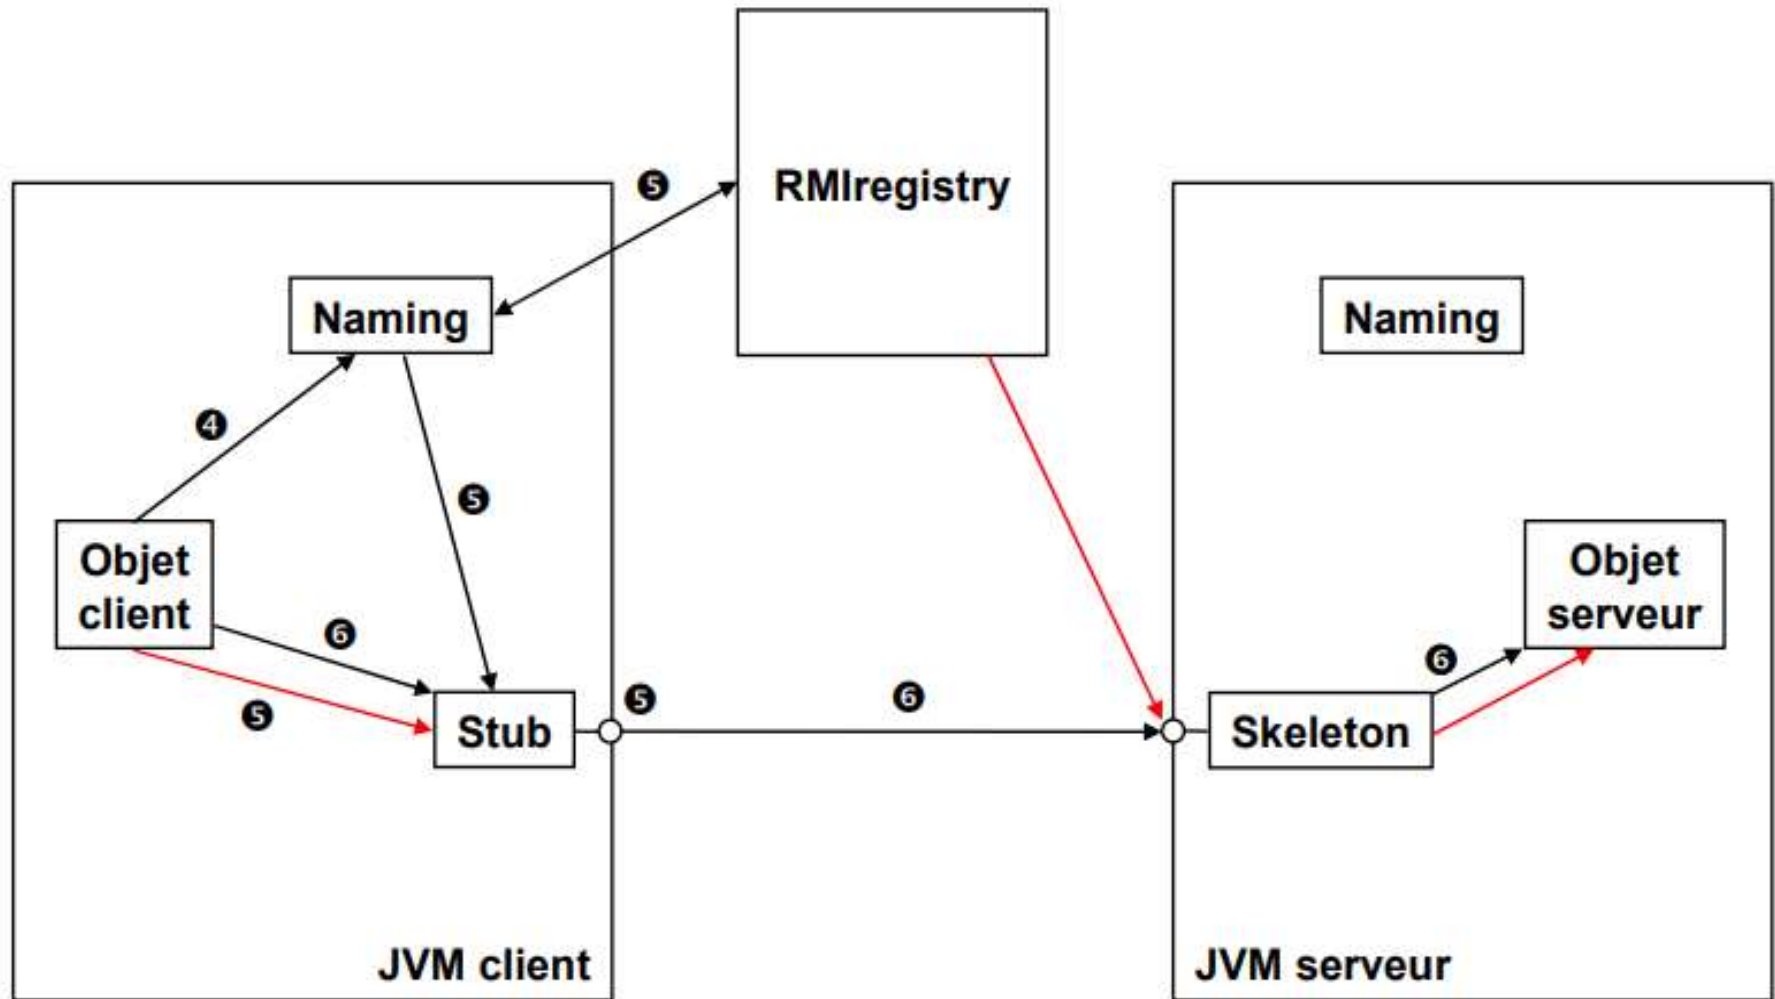 ❺
RMIregistry
Naming
Naming
❹
❺
Objet
client
Objet
serveur
❻
❻
❺
❺
❻
Stub
Skeleton
JVM client
JVM serveur